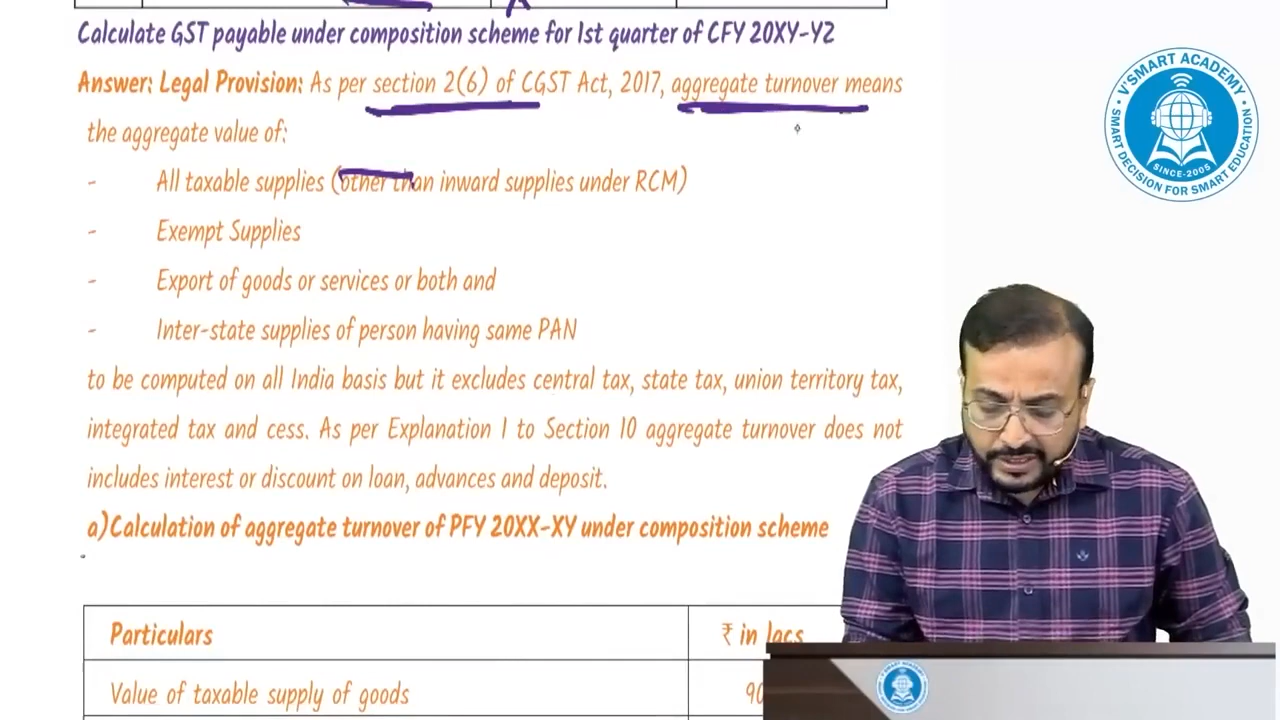 Calculate GST payable under composition scheme for 1st quarter of CFY 20XY-YZ
Answer: Legal Provision: As per section 2(6) of CGST Act, 2017, aggregate turnover means
the aggregate value of:
- All taxable supplies (other than inward supplies under RCM)
- Exempt Supplies
- Export of goods or services or both and
- Inter-state supplies of person having same PAN
to be computed on all India basis but it excludes central tax, state tax, union territory tax,
integrated tax and cess. As per Explanation 1 to Section 10 aggregate turnover does not
includes interest or discount on loan, advances and deposit.
a)Calculation of aggregate turnover of PFY 20XX-XY under composition scheme
Particulars ₹ in lacs
Value of taxable supply of goods 90
V'SMART ACADEMY
SINCE-2005
SMART DECISION FOR SMART EDUCATION